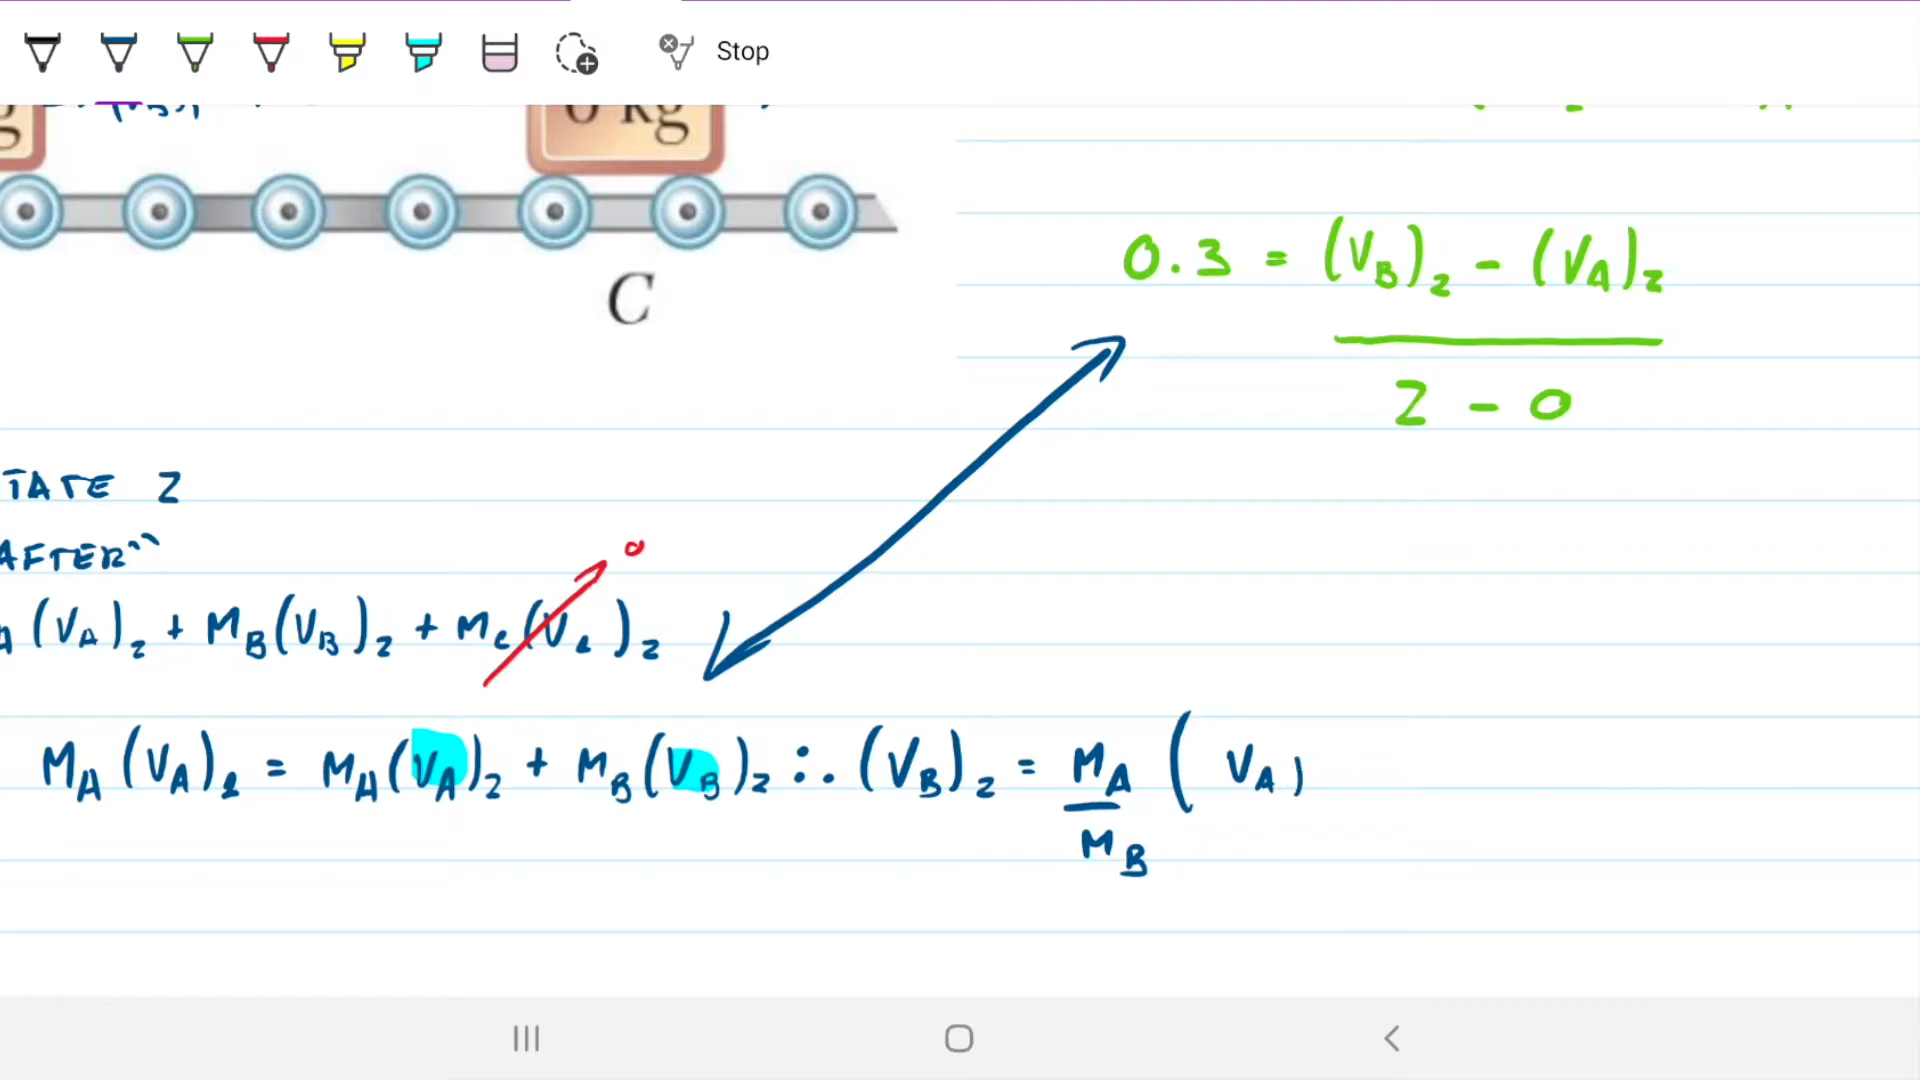 Stop
kg
C
0.3 = (VB)2 - (VA)2
2 - 0
TATE 2
AFTER"
(VA)2 + MB(VB)2 + Mc(Vc)2
0
MA(VA)1 = MA(VA)2 + MB(VB)2 ∴ (VB)2 = MA ( VA)
MB